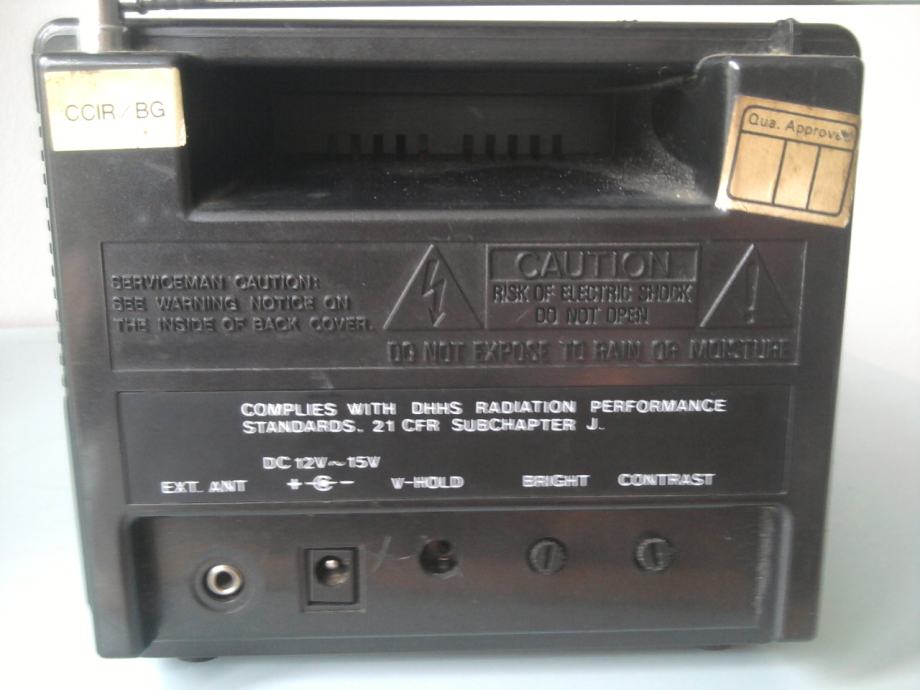 CCIR/BG
Qua. Approved
SERVICEMAN CAUTION:
SEE WARNING NOTICE ON
THE INSIDE OF BACK COVER.
CAUTION
RISK OF ELECTRIC SHOCK
DO NOT OPEN
DO NOT EXPOSE TO RAIN OR MOISTURE
COMPLIES WITH DHHS RADIATION PERFORMANCE
STANDARDS. 21 CFR SUBCHAPTER J.
DC 12V~15V
EXT. ANT + - V-HOLD BRIGHT CONTRAST